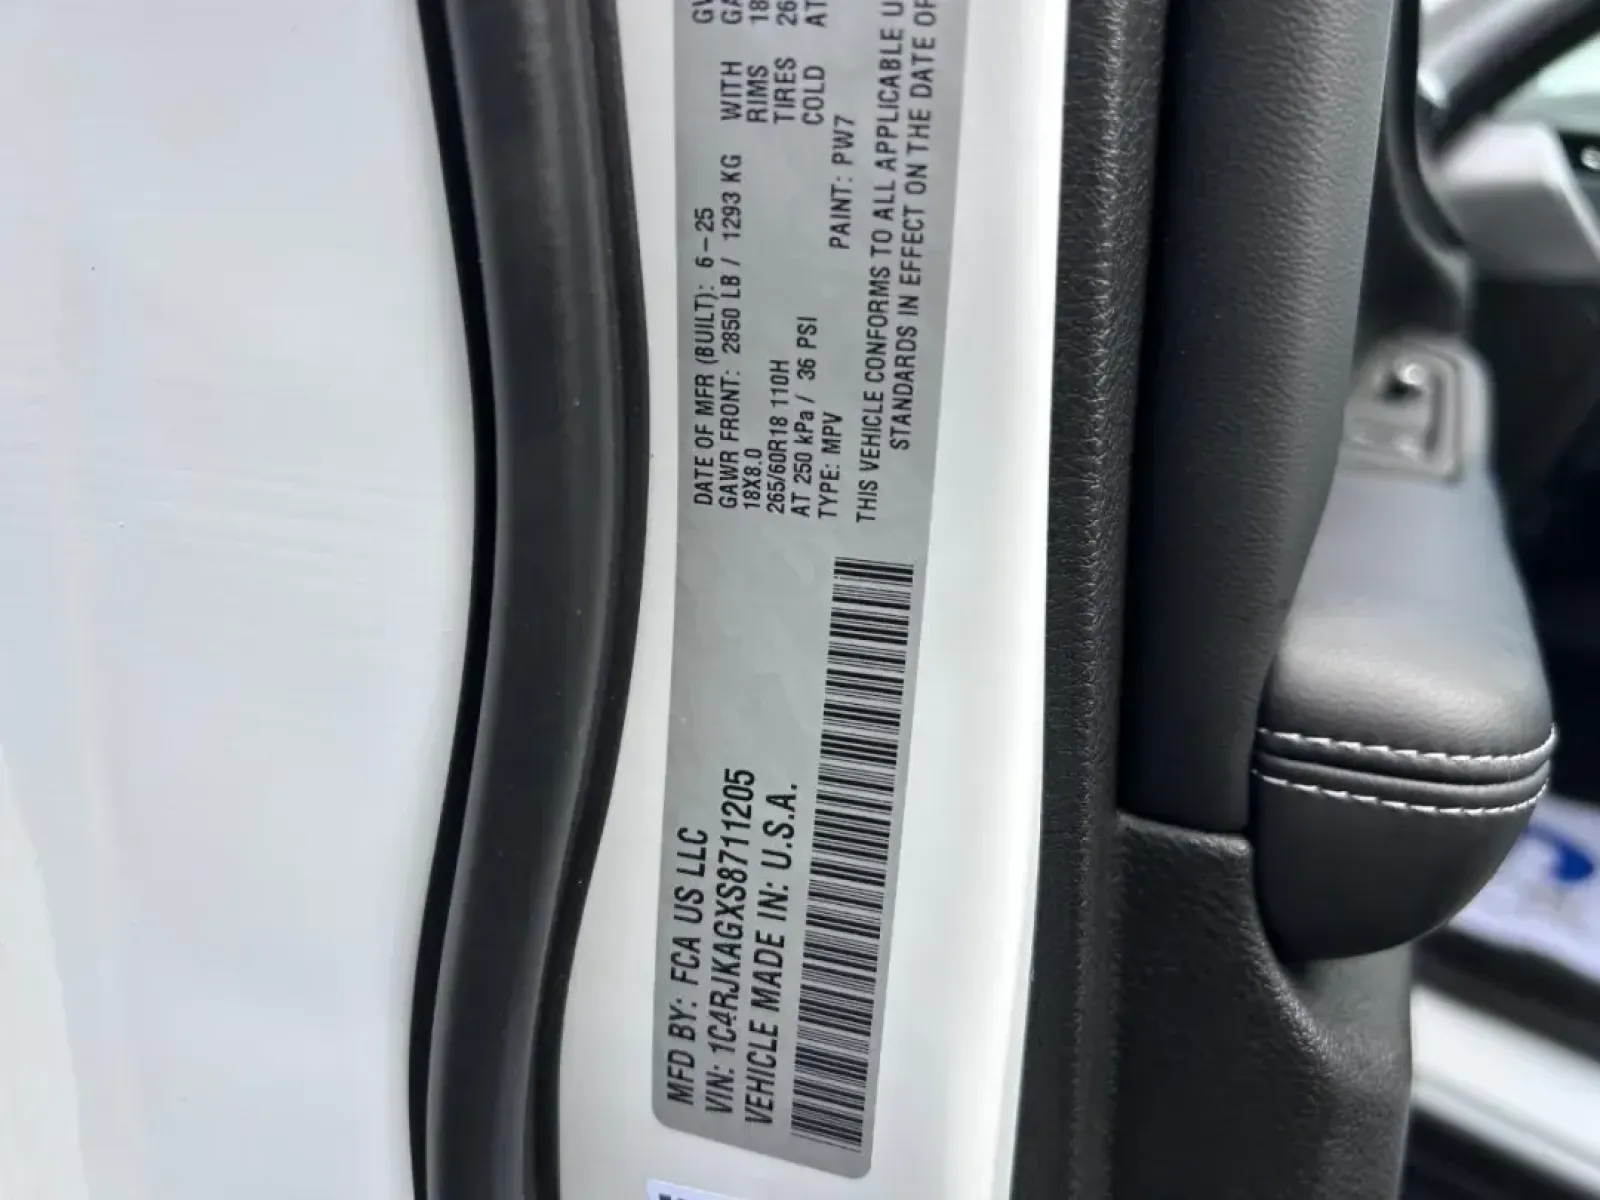 MFD BY: FCA US LLC
VIN: 1C4RJKAGXS8711205
VEHICLE MADE IN: U.S.A.
DATE OF MFR (BUILT): 6-25
GAWR FRONT: 2850 LB / 1293 KG WITH
18X8.0 RIMS
265/60R18 110H TIRES
AT 250 kPa / 36 PSI COLD
TYPE: MPV PAINT: PW7
THIS VEHICLE CONFORMS TO ALL APPLICABLE
STANDARDS IN EFFECT ON THE DATE OF